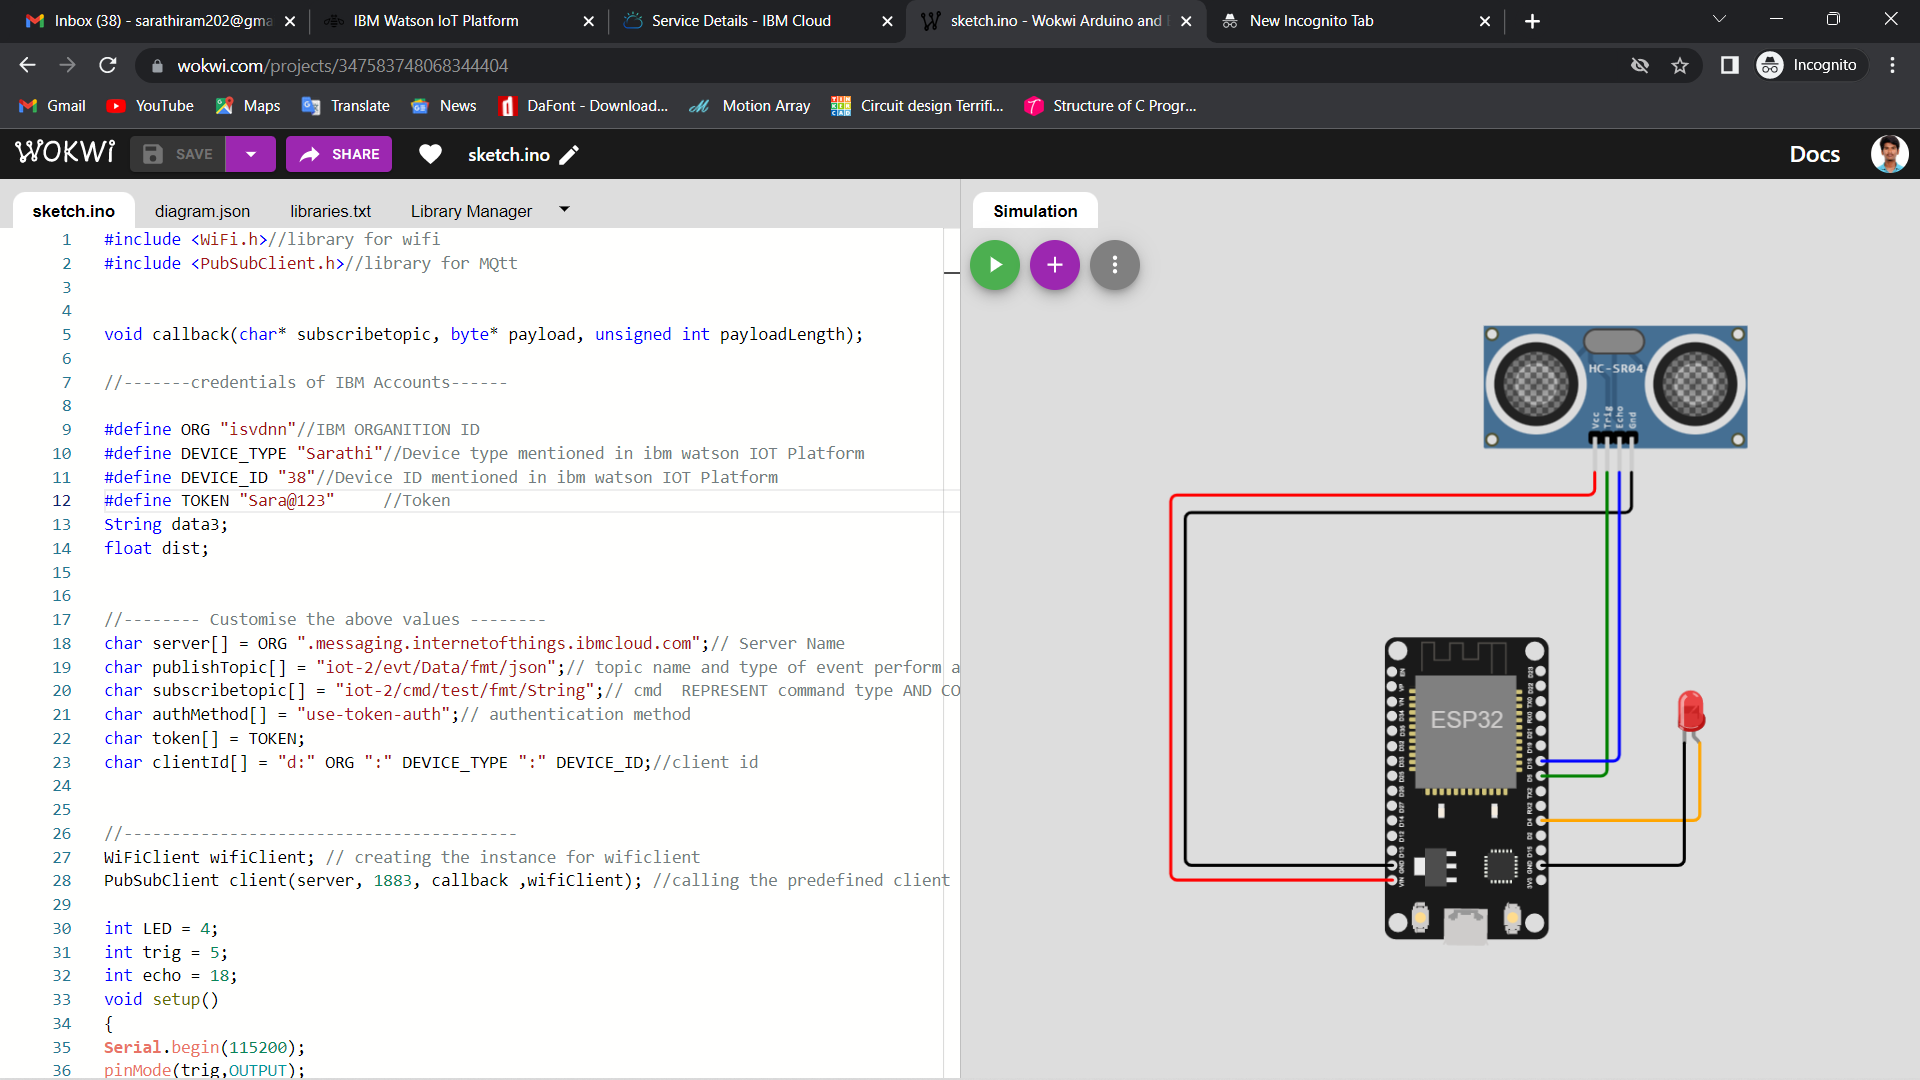 Inbox (38) - sarathiram202@gma
IBM Watson IoT Platform
Service Details - IBM Cloud
sketch.ino - Wokwi Arduino and
New Incognito Tab
wokwi.com/projects/347583748068344404
Incognito
Gmail
YouTube
Maps
Translate
News
DaFont - Download...
Motion Array
Circuit design Terrifi...
Structure of C Progr...
WOKWi
SAVE
SHARE
sketch.ino
Docs
sketch.ino
diagram.json
libraries.txt
Library Manager
Simulation
1 #include <WiFi.h>//library for wifi
2 #include <PubSubClient.h>//library for MQtt
3
4
5 void callback(char* subscribetopic, byte* payload, unsigned int payloadLength);
6
7 //-------credentials of IBM Accounts------
8
9 #define ORG "isvdnn"//IBM ORGANITION ID
10 #define DEVICE_TYPE "Sarathi"//Device type mentioned in ibm watson IOT Platform
11 #define DEVICE_ID "38"//Device ID mentioned in ibm watson IOT Platform
12 #define TOKEN "Sara@123"     //Token
13 String data3;
14 float dist;
15
16
17 //-------- Customise the above values --------
18 char server[] = ORG ".messaging.internetofthings.ibmcloud.com";// Server Name
19 char publishTopic[] = "iot-2/evt/Data/fmt/json";// topic name and type of event perform a
20 char subscribetopic[] = "iot-2/cmd/test/fmt/String";// cmd  REPRESENT command type AND CO
21 char authMethod[] = "use-token-auth";// authentication method
22 char token[] = TOKEN;
23 char clientId[] = "d:" ORG ":" DEVICE_TYPE ":" DEVICE_ID;//client id
24
25
26 //-----------------------------------------
27 WiFiClient wifiClient; // creating the instance for wificlient
28 PubSubClient client(server, 1883, callback ,wifiClient); //calling the predefined client
29
30 int LED = 4;
31 int trig = 5;
32 int echo = 18;
33 void setup()
34 {
35 Serial.begin(115200);
36 pinMode(trig,OUTPUT);
HC-SR04
Vcc
Trig
Echo
Gnd
ESP32